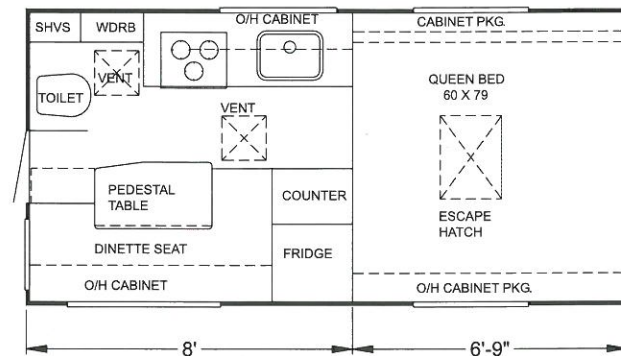 O/H CABINET
CABINET PKG.
SHVS
WDRB
VENT
TOILET
VENT
QUEEN BED
60 X 79
PEDESTAL
TABLE
COUNTER
ESCAPE
HATCH
DINETTE SEAT
FRIDGE
O/H CABINET
O/H CABINET PKG.
8'
6'-9"